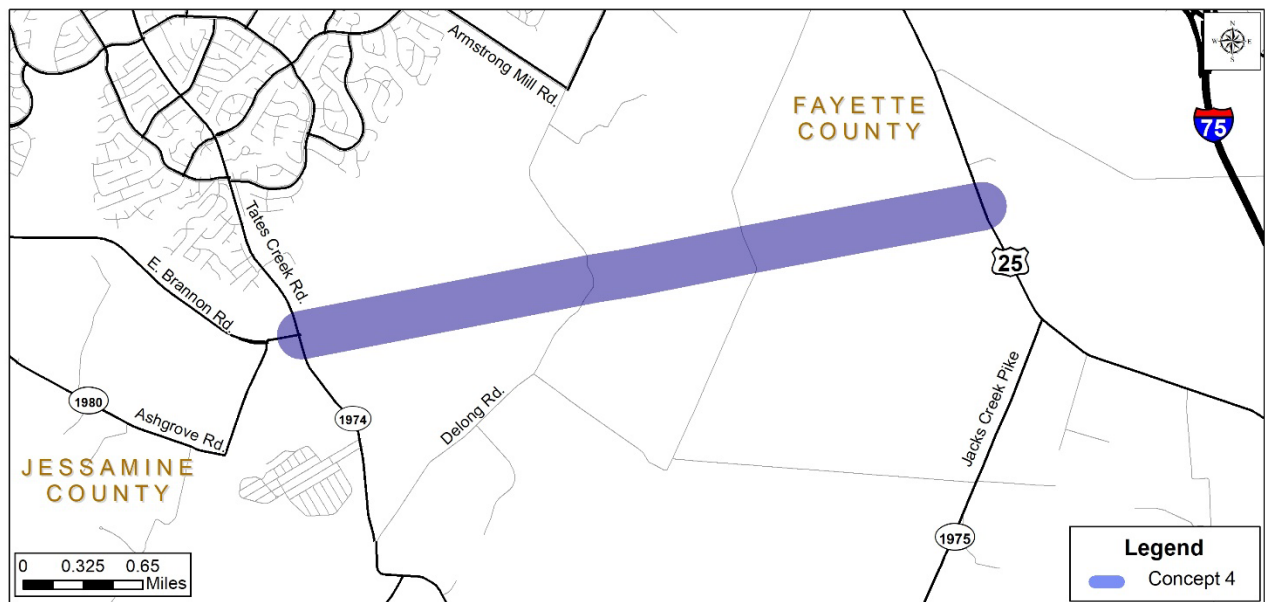 Armstrong Mill Rd.
N
W E
S
FAYETTE
COUNTY
75
Tates Creek Rd.
E. Brannon Rd.
25
1980
Ashgrove Rd.
1974
Delong Rd.
Jacks Creek Pike
JESSAMINE
COUNTY
1975
0 0.325 0.65
Miles
Legend
Concept 4